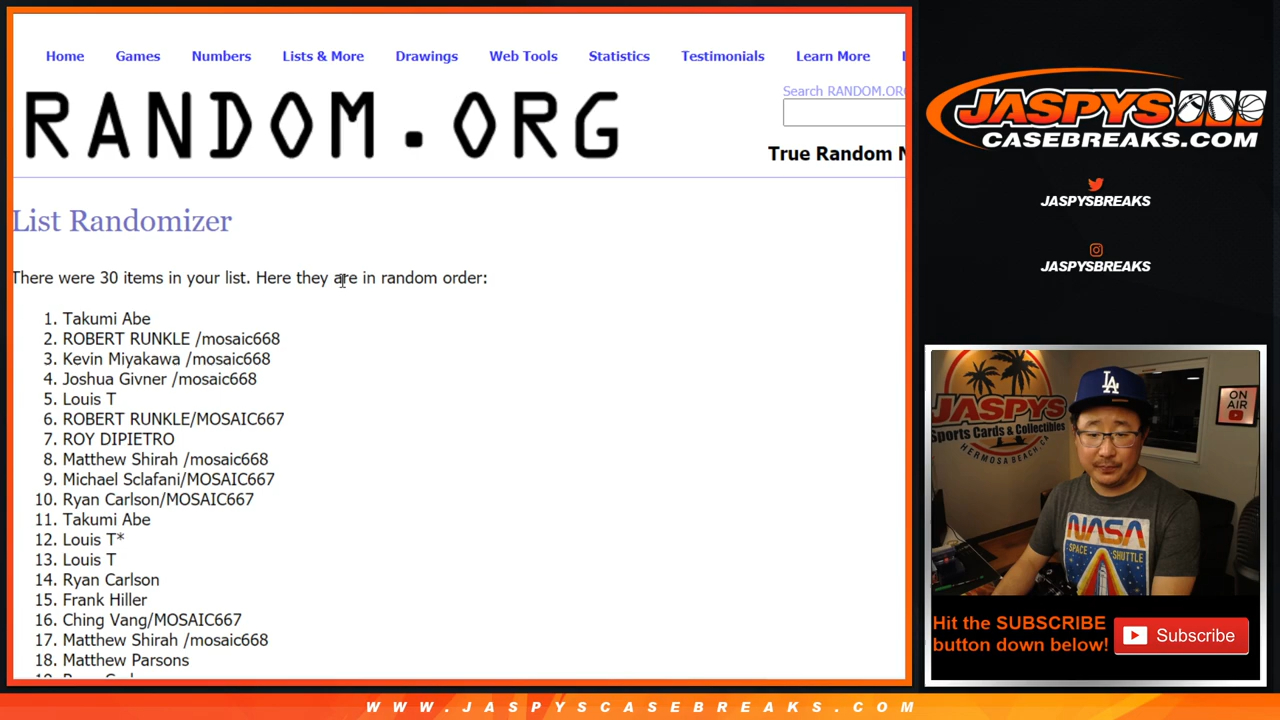 Home Games Numbers Lists & More Drawings Web Tools Statistics Testimonials Learn More
RANDOM.ORG
Search RANDOM.ORG
True Random N
List Randomizer
There were 30 items in your list. Here they are in random order:
1. Takumi Abe
2. ROBERT RUNKLE /mosaic668
3. Kevin Miyakawa /mosaic668
4. Joshua Givner /mosaic668
5. Louis T
6. ROBERT RUNKLE/MOSAIC667
7. ROY DIPIETRO
8. Matthew Shirah /mosaic668
9. Michael Sclafani/MOSAIC667
10. Ryan Carlson/MOSAIC667
11. Takumi Abe
12. Louis T*
13. Louis T
14. Ryan Carlson
15. Frank Hiller
16. Ching Vang/MOSAIC667
17. Matthew Shirah /mosaic668
18. Matthew Parsons
JASPYS
CASEBREAKS.COM
JASPYSBREAKS
JASPYSBREAKS
JASPYS
Sports Cards & Collectibles
HERMOSA BEACH, CA
ON
AIR
LA
NASA
SPACE SHUTTLE
Hit the SUBSCRIBE
button down below!
Subscribe
WWW.JASPYSCASEBREAKS.COM